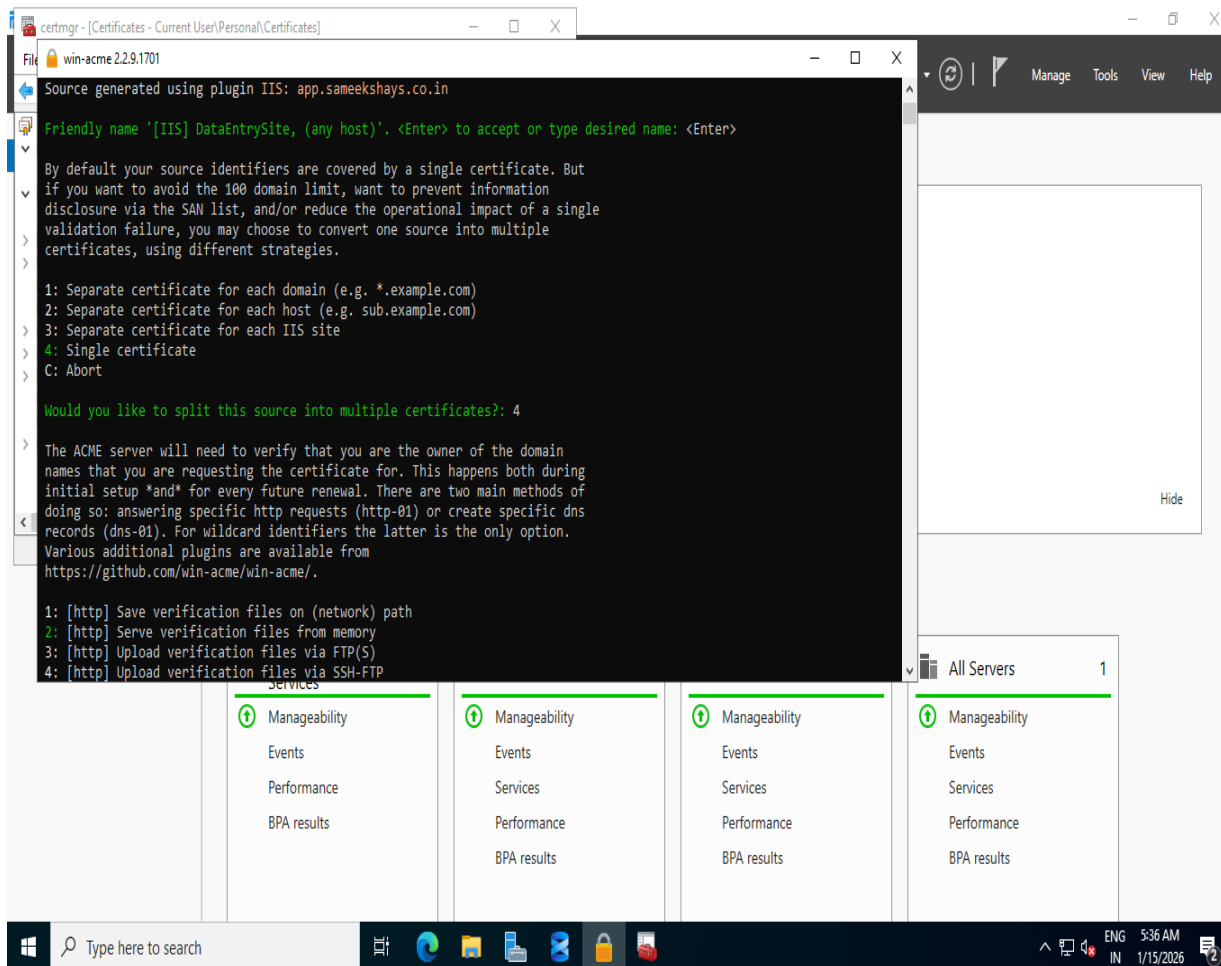 certmgr - [Certificates - Current User\Personal\Certificates]
File
win-acme 2.2.9.1701
Manage Tools View Help
Source generated using plugin IIS: app.sameekshays.co.in
Friendly name '[IIS] DataEntrySite, (any host)'. <Enter> to accept or type desired name: <Enter>
By default your source identifiers are covered by a single certificate. But
if you want to avoid the 100 domain limit, want to prevent information
disclosure via the SAN list, and/or reduce the operational impact of a single
validation failure, you may choose to convert one source into multiple
certificates, using different strategies.
1: Separate certificate for each domain (e.g. *.example.com)
2: Separate certificate for each host (e.g. sub.example.com)
3: Separate certificate for each IIS site
4: Single certificate
C: Abort
Would you like to split this source into multiple certificates?: 4
The ACME server will need to verify that you are the owner of the domain
names that you are requesting the certificate for. This happens both during
initial setup *and* for every future renewal. There are two main methods of
doing so: answering specific http requests (http-01) or create specific dns
records (dns-01). For wildcard identifiers the latter is the only option.
Various additional plugins are available from
https://github.com/win-acme/win-acme/.
1: [http] Save verification files on (network) path
2: [http] Serve verification files from memory
3: [http] Upload verification files via FTP(S)
4: [http] Upload verification files via SSH-FTP
Hide
Services
All Servers 1
Manageability
Events
Performance
BPA results
Manageability
Events
Services
Performance
BPA results
Manageability
Events
Services
Performance
BPA results
Manageability
Events
Services
Performance
BPA results
Type here to search
ENG
IN
5:36 AM
1/15/2026
2